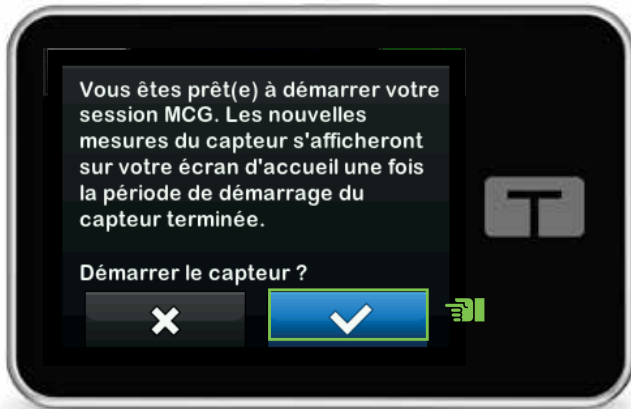 Vous êtes prêt(e) à démarrer votre
session MCG. Les nouvelles
mesures du capteur s'afficheront
sur votre écran d'accueil une fois
la période de démarrage du
capteur terminée.
Démarrer le capteur ?